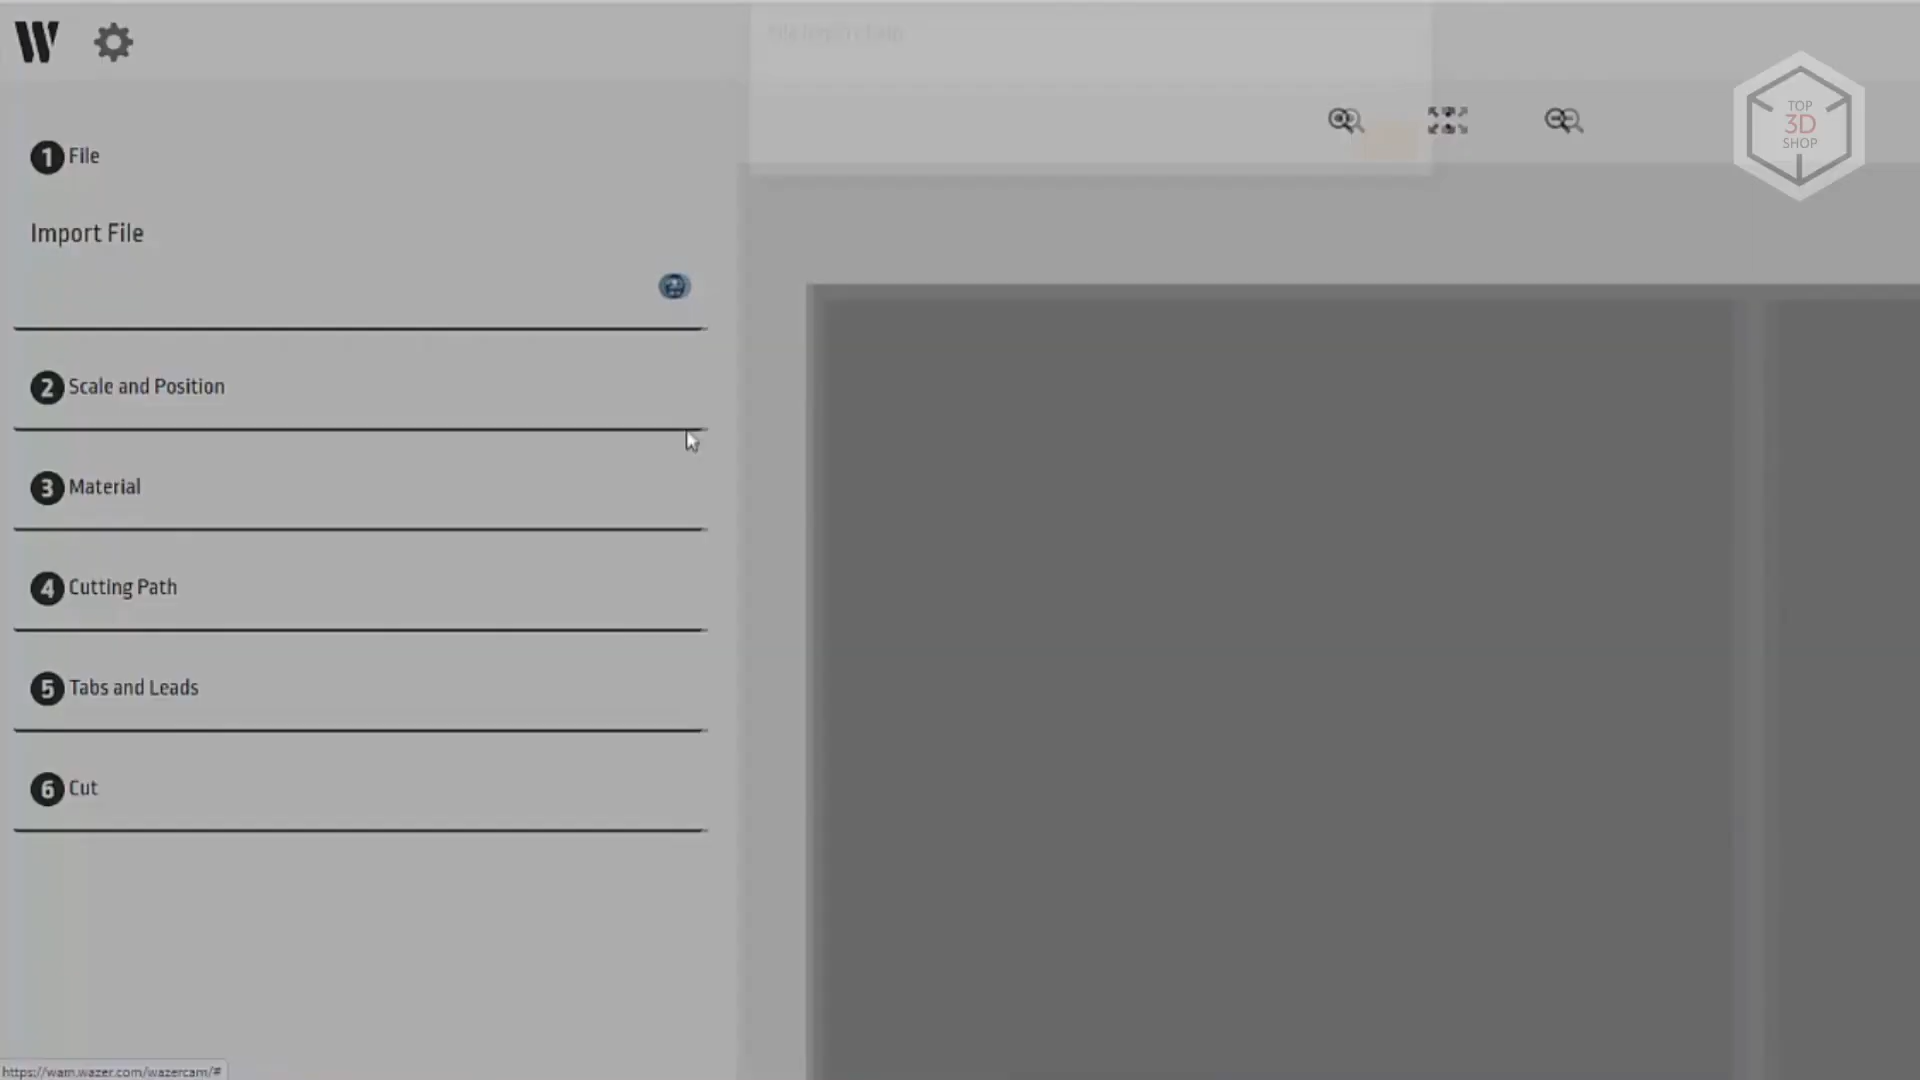 W
TOP
3D
SHOP
1 File
Import File
2 Scale and Position
3 Material
4 Cutting Path
5 Tabs and Leads
6 Cut
https://wam.wazer.com/wazercam/#